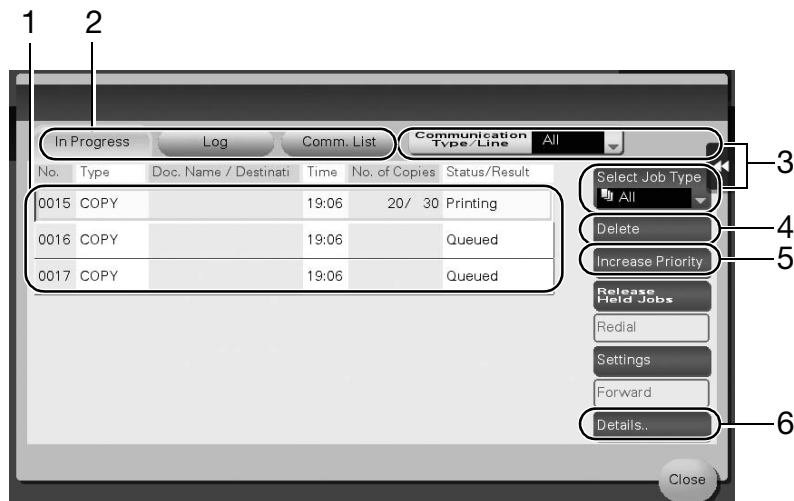 1 2
In Progress Log Comm. List Communication Type/Line All
3
No. Type Doc. Name / Destinati Time No. of Copies Status/Result
Select Job Type
All
0015 COPY 19:06 20/ 30 Printing
Delete 4
0016 COPY 19:06 Queued
Increase Priority 5
0017 COPY 19:06 Queued
Release
Held Jobs
Redial
Settings
Forward
Details.. 6
Close